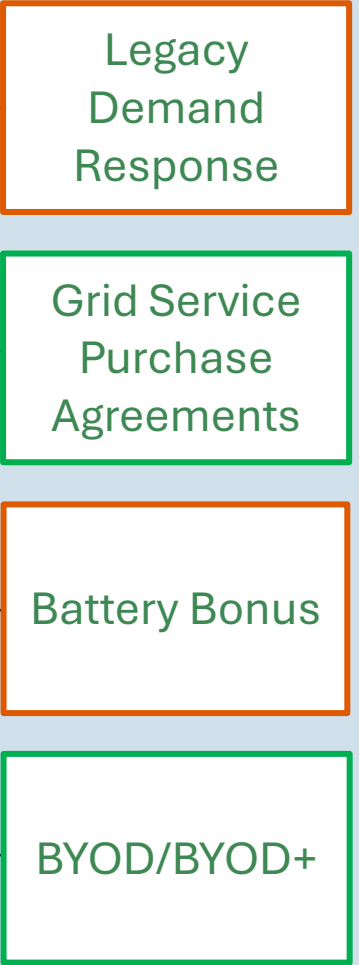 Legacy
Demand
Response
Grid Service
Purchase
Agreements
Battery Bonus
BYOD/BYOD+